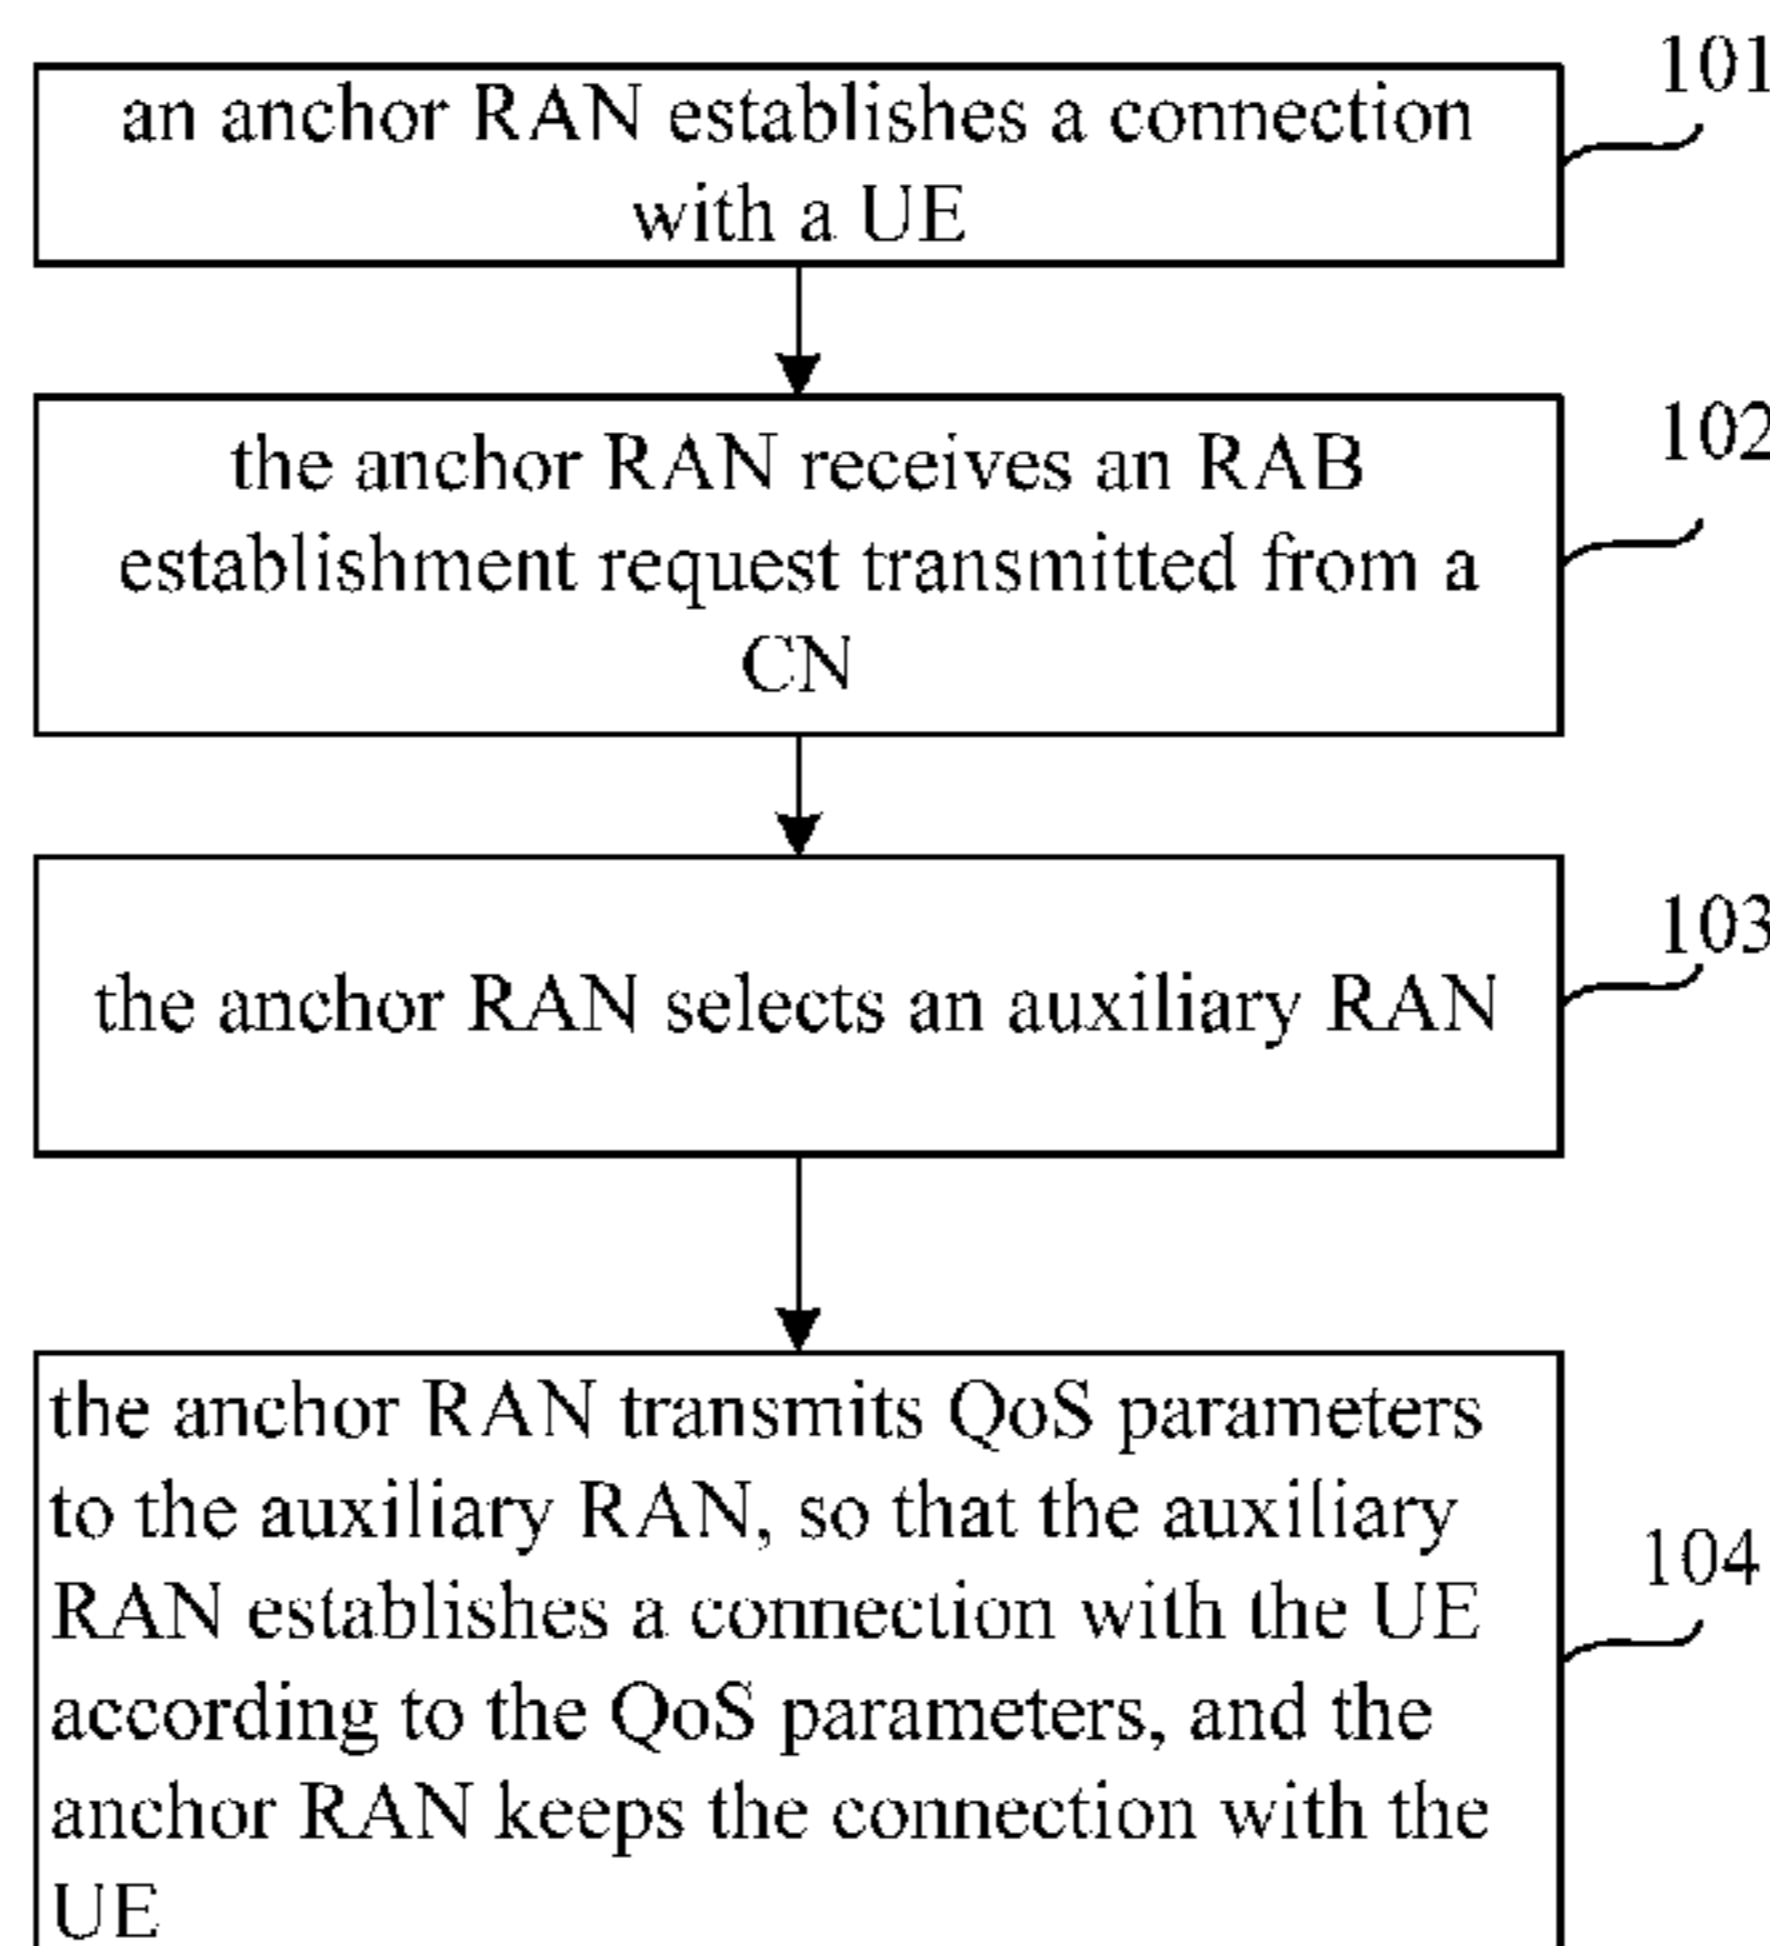 101
an anchor RAN establishes a connection
with a UE
102
the anchor RAN receives an RAB
establishment request transmitted from a
CN
103
the anchor RAN selects an auxiliary RAN
the anchor RAN transmits QoS parameters
to the auxiliary RAN, so that the auxiliary
RAN establishes a connection with the UE
according to the QoS parameters, and the
anchor RAN keeps the connection with the
UE
104